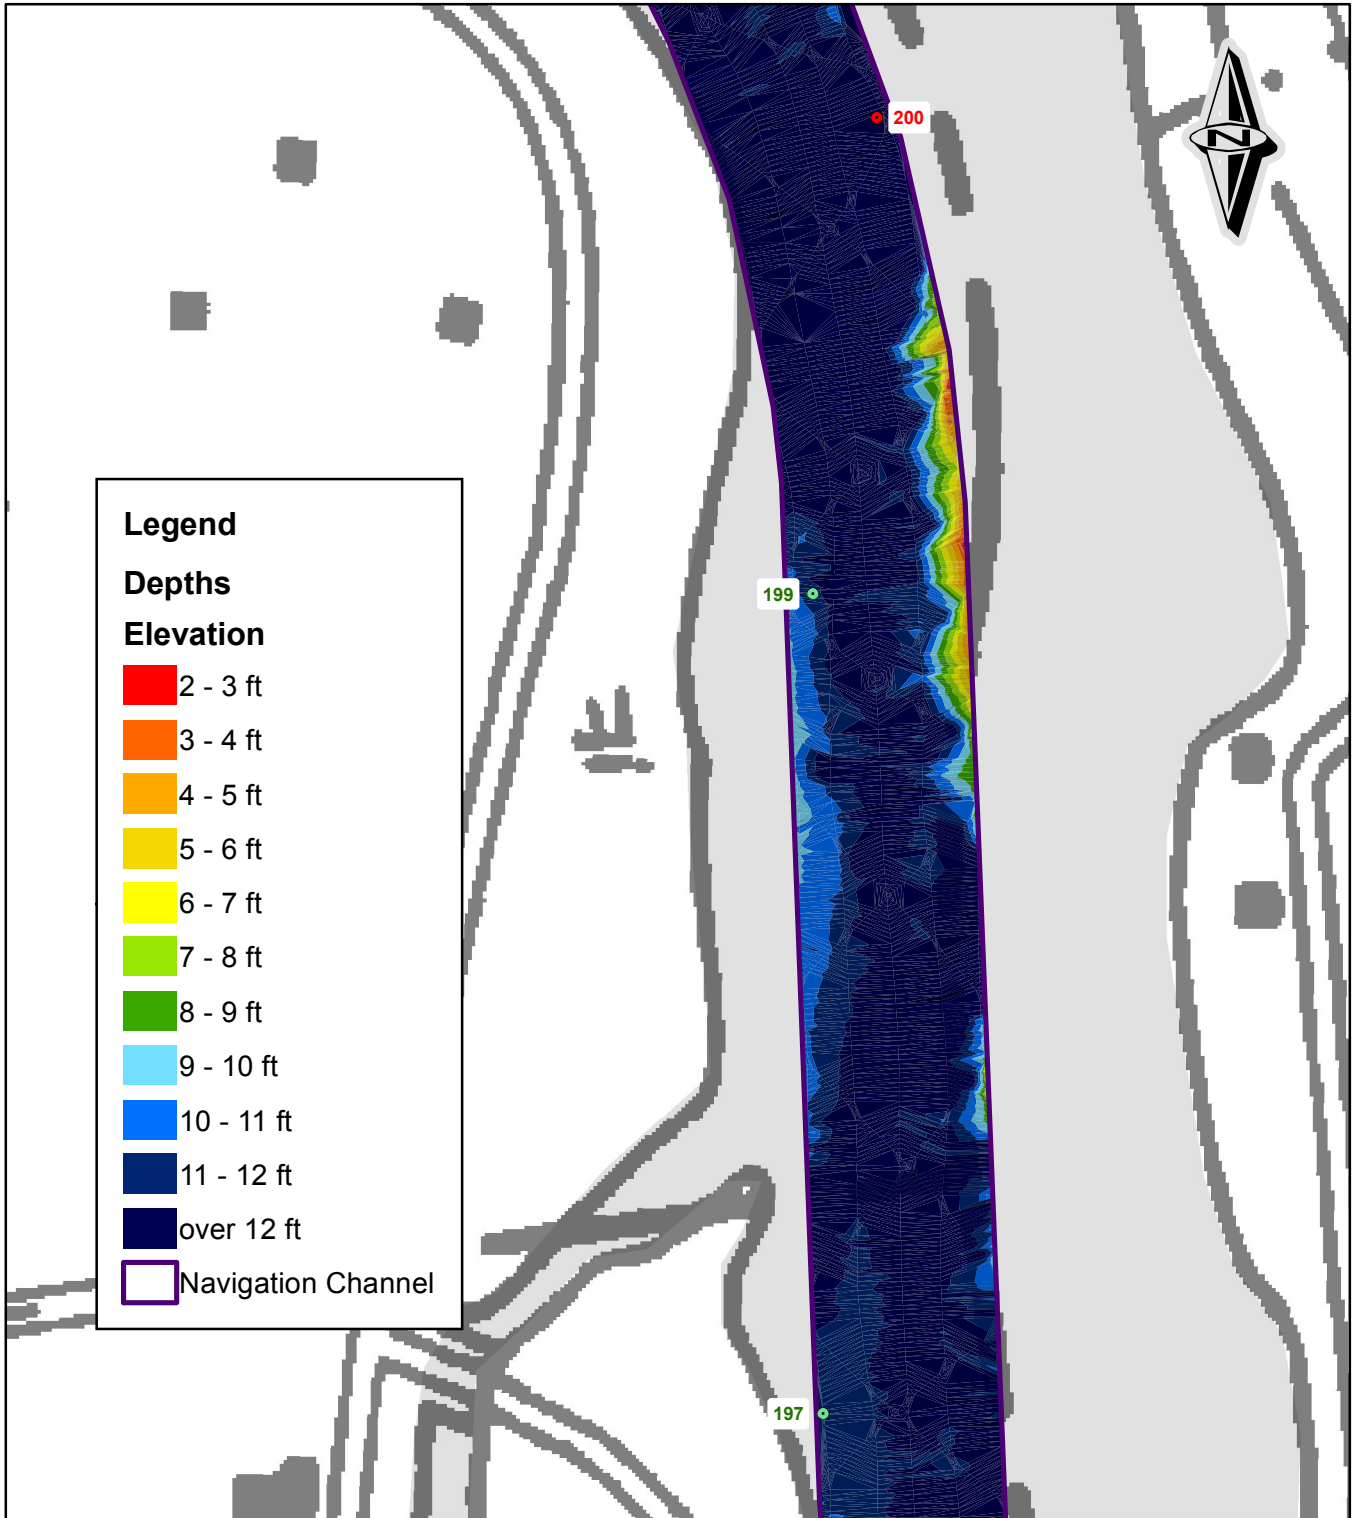 200
199
Legend
Depths
Elevation
2 - 3 ft
3 - 4 ft
4 - 5 ft
5 - 6 ft
6 - 7 ft
7 - 8 ft
8 - 9 ft
9 - 10 ft
10 - 11 ft
11 - 12 ft
over 12 ft
Navigation Channel
197
N